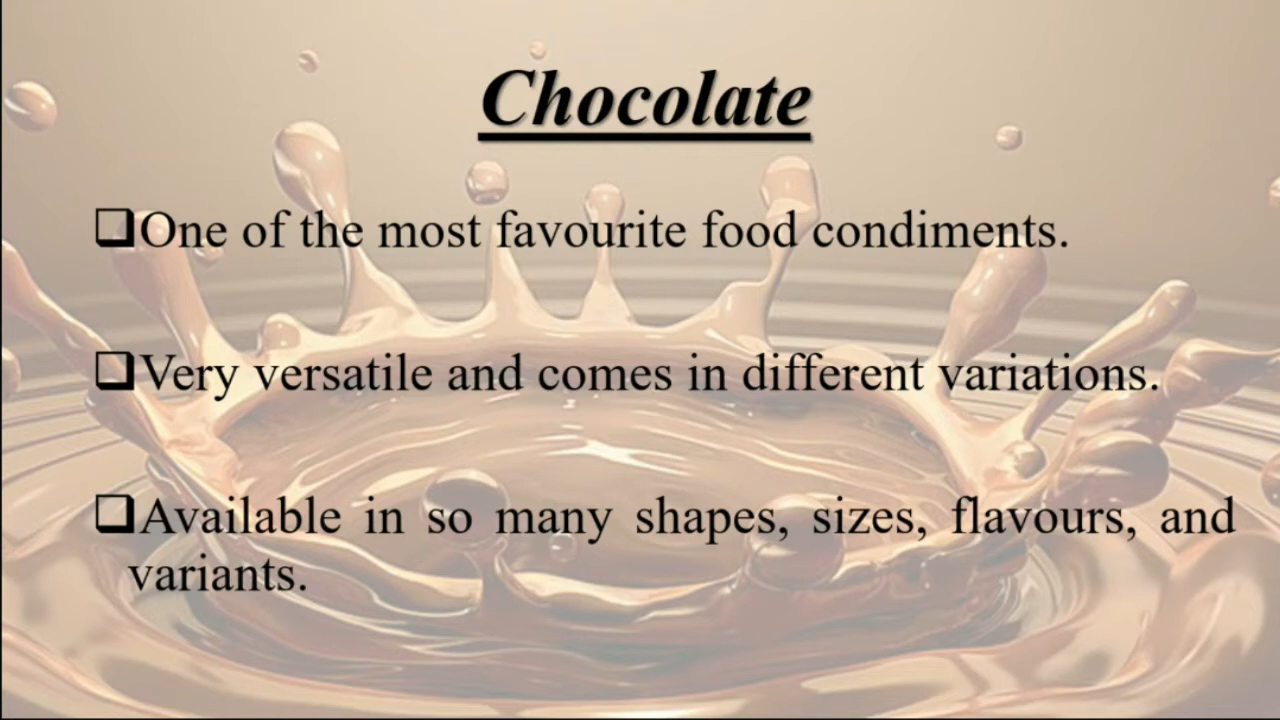 Chocolate
❑One of the most favourite food condiments.
❑Very versatile and comes in different variations.
❑Available in so many shapes, sizes, flavours, and
variants.